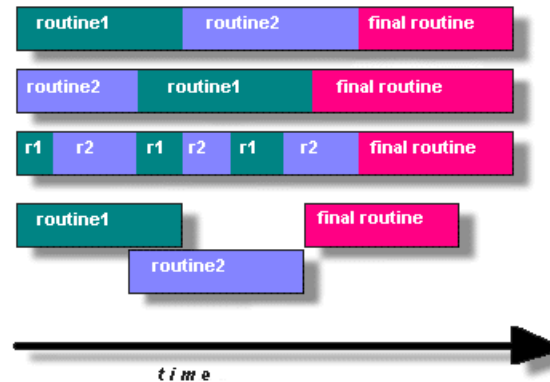 routine1 routine2 final routine
routine2 routine1 final routine
r1 r2 r1 r2 r1 r2 final routine
routine1 final routine
routine2
time